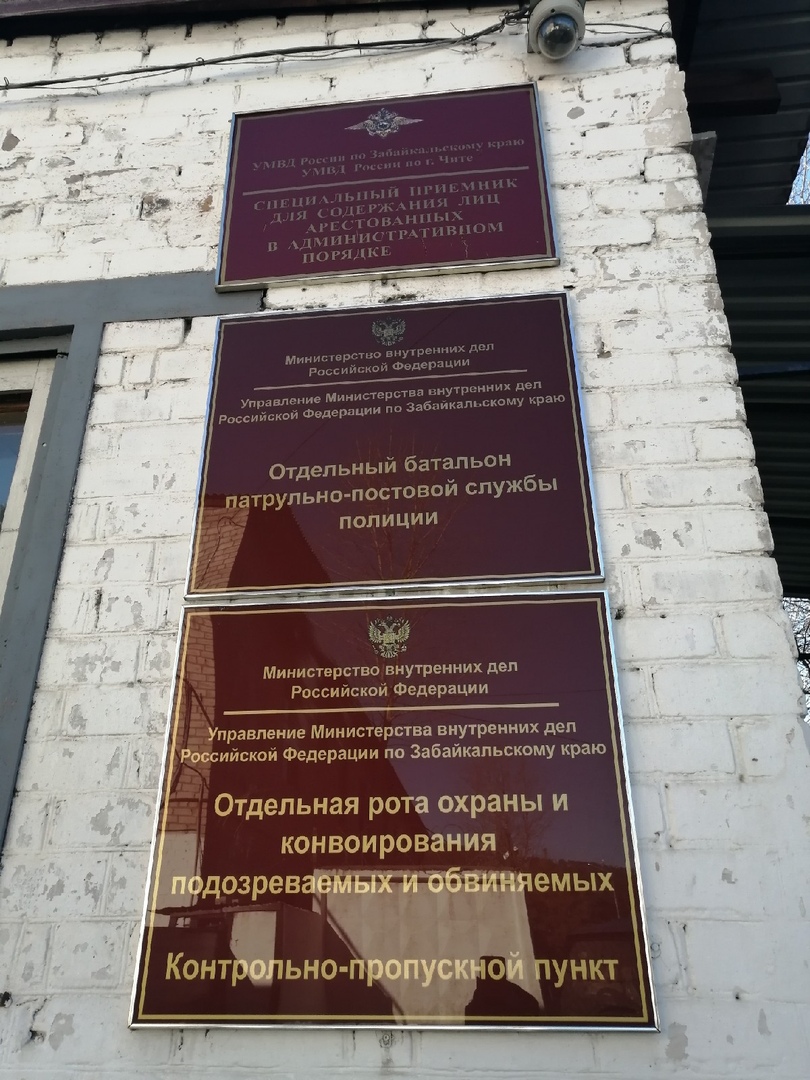 УМВД России по Забайкальскому краю
УМВД России по г. Чите
СПЕЦИАЛЬНЫЙ ПРИЕМНИК
ДЛЯ СОДЕРЖАНИЯ ЛИЦ
АРЕСТОВАННЫХ
В АДМИНИСТРАТИВНОМ
ПОРЯДКЕ
Министерство внутренних дел
Российской Федерации
Управление Министерства внутренних дел
Российской Федерации по Забайкальскому краю
Отдельный батальон
патрульно-постовой службы
полиции
Министерство внутренних дел
Российской Федерации
Управление Министерства внутренних дел
Российской Федерации по Забайкальскому краю
Отдельная рота охраны и
конвоирования
подозреваемых и обвиняемых
Контрольно-пропускной пункт